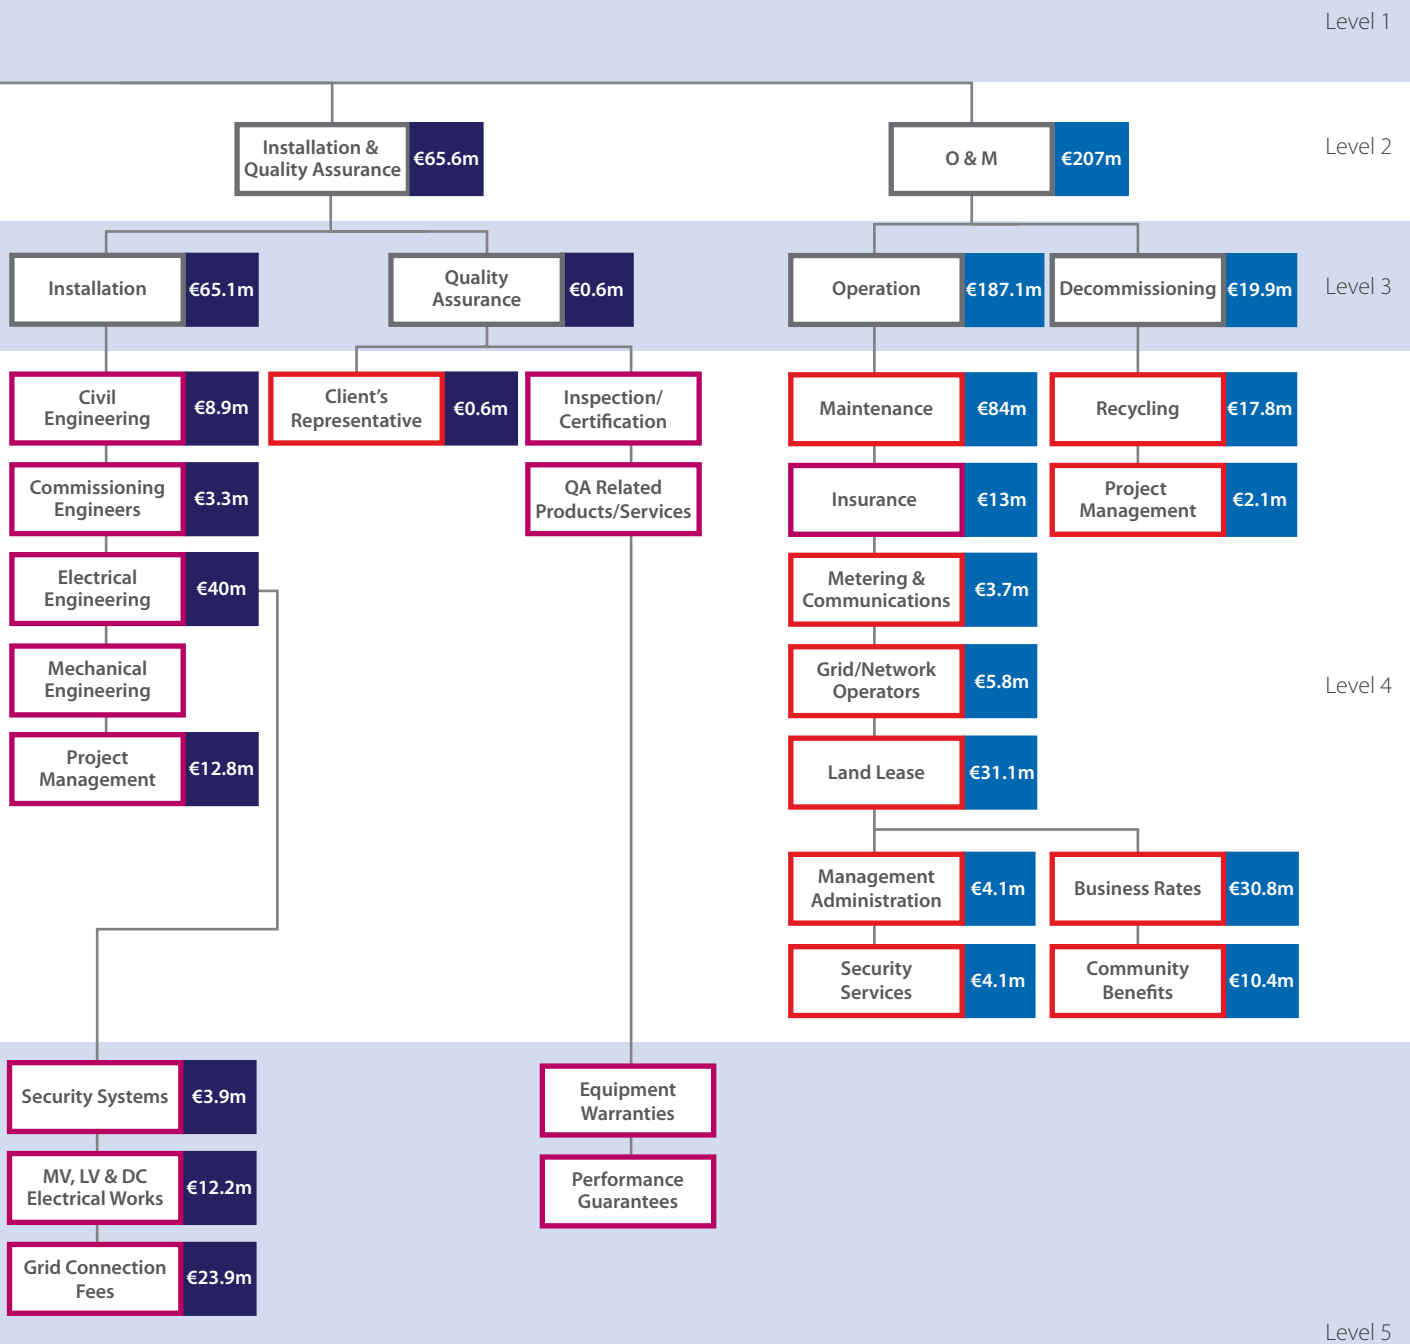 Level 1
Installation &
Quality Assurance
€65.6m
O & M
€207m
Level 2
Installation
€65.1m
Quality
Assurance
€0.6m
Operation
€187.1m
Decommissioning
€19.9m
Level 3
Civil
Engineering
€8.9m
Client’s
Representative
€0.6m
Inspection/
Certification
Maintenance
€84m
Recycling
€17.8m
Commissioning
Engineers
€3.3m
QA Related
Products/Services
Insurance
€13m
Project
Management
€2.1m
Electrical
Engineering
€40m
Metering &
Communications
€3.7m
Mechanical
Engineering
Grid/Network
Operators
€5.8m
Level 4
Project
Management
€12.8m
Land Lease
€31.1m
Management
Administration
€4.1m
Business Rates
€30.8m
Security
Services
€4.1m
Community
Benefits
€10.4m
Security Systems
€3.9m
Equipment
Warranties
MV, LV & DC
Electrical Works
€12.2m
Performance
Guarantees
Grid Connection
Fees
€23.9m
Level 5